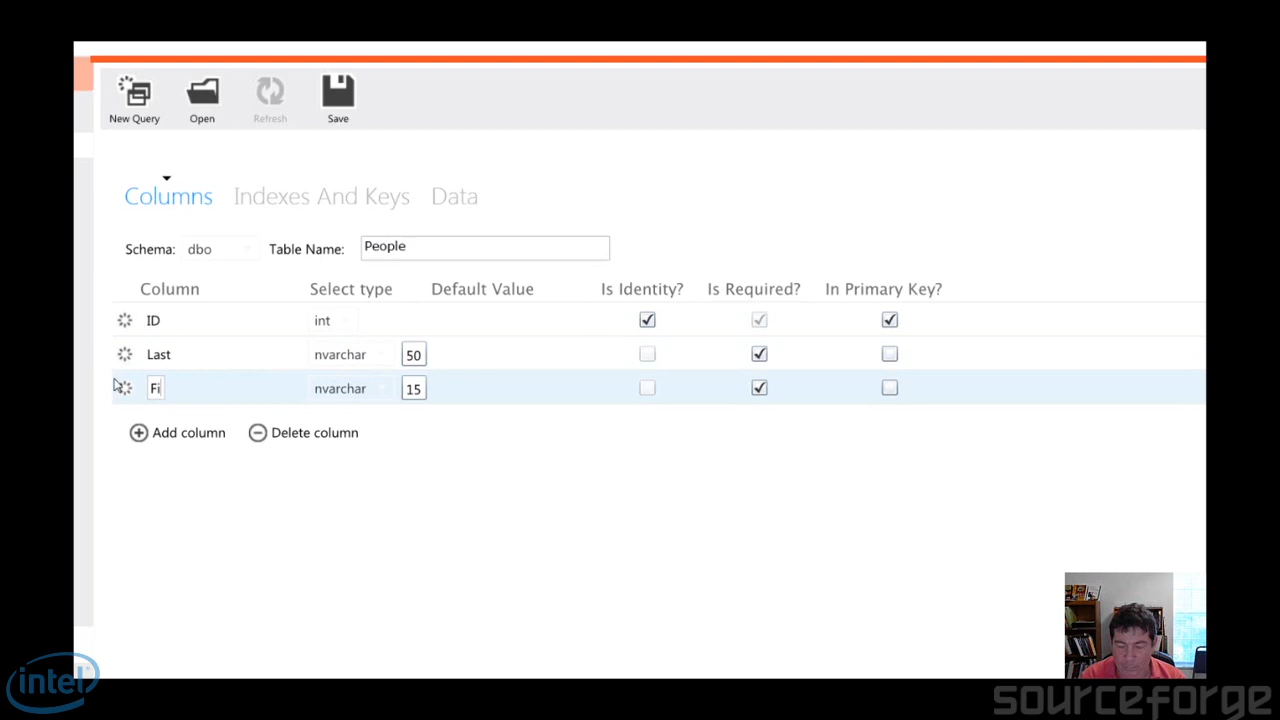 New Query Open Refresh Save
Columns Indexes And Keys Data
Schema: dbo Table Name: People
Column Select type Default Value Is Identity? Is Required? In Primary Key?
ID int
Last nvarchar 50
Fi nvarchar 15
Add column Delete column
intel
sourceforge